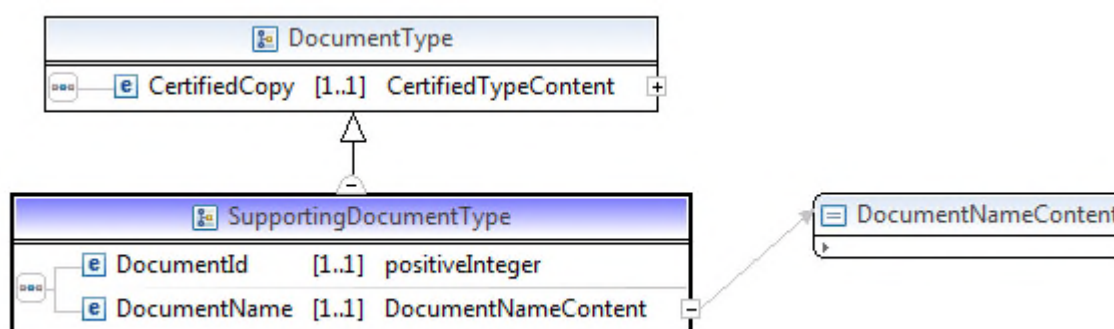 DocumentType
CertifiedCopy [1..1] CertifiedTypeContent
SupportingDocumentType
DocumentNameContent
DocumentId [1..1] positiveInteger
DocumentName [1..1] DocumentNameContent